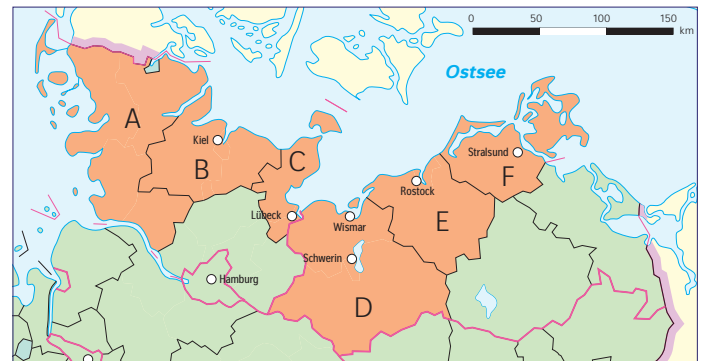 0 50 100 150
km
Ostsee
A
Kiel
B
C
Stralsund
F
Rostock
Lübeck
Wismar
E
Schwerin
Hamburg
D